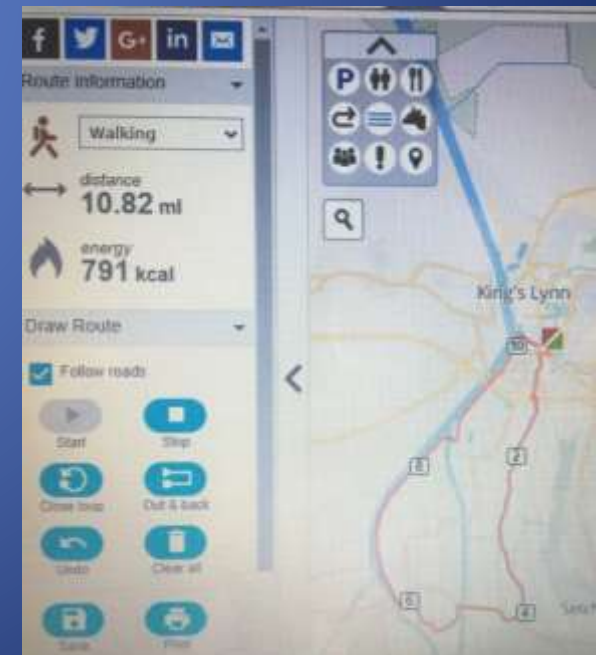 f G+ in
Route information
Walking
distance
10.82 mi
energy
791 kcal
Draw Route
Follow roads
Start Stop
Close loop Out & back
Undo Clear all
Save Print
P
King's Lynn
10
2
8
6
4